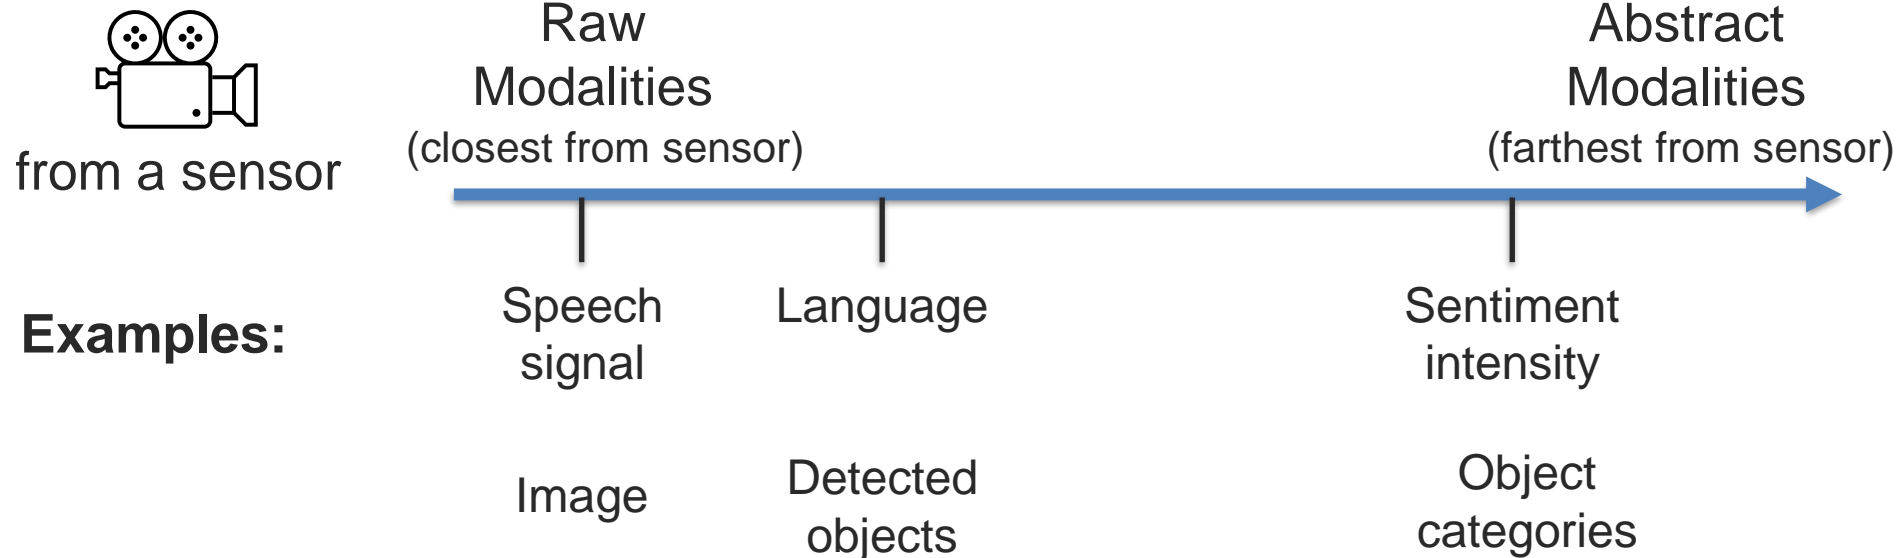 from a sensor
Raw
Modalities
(closest from sensor)
Abstract
Modalities
(farthest from sensor)
Examples:
Speech
signal
Language
Sentiment
intensity
Image
Detected
objects
Object
categories